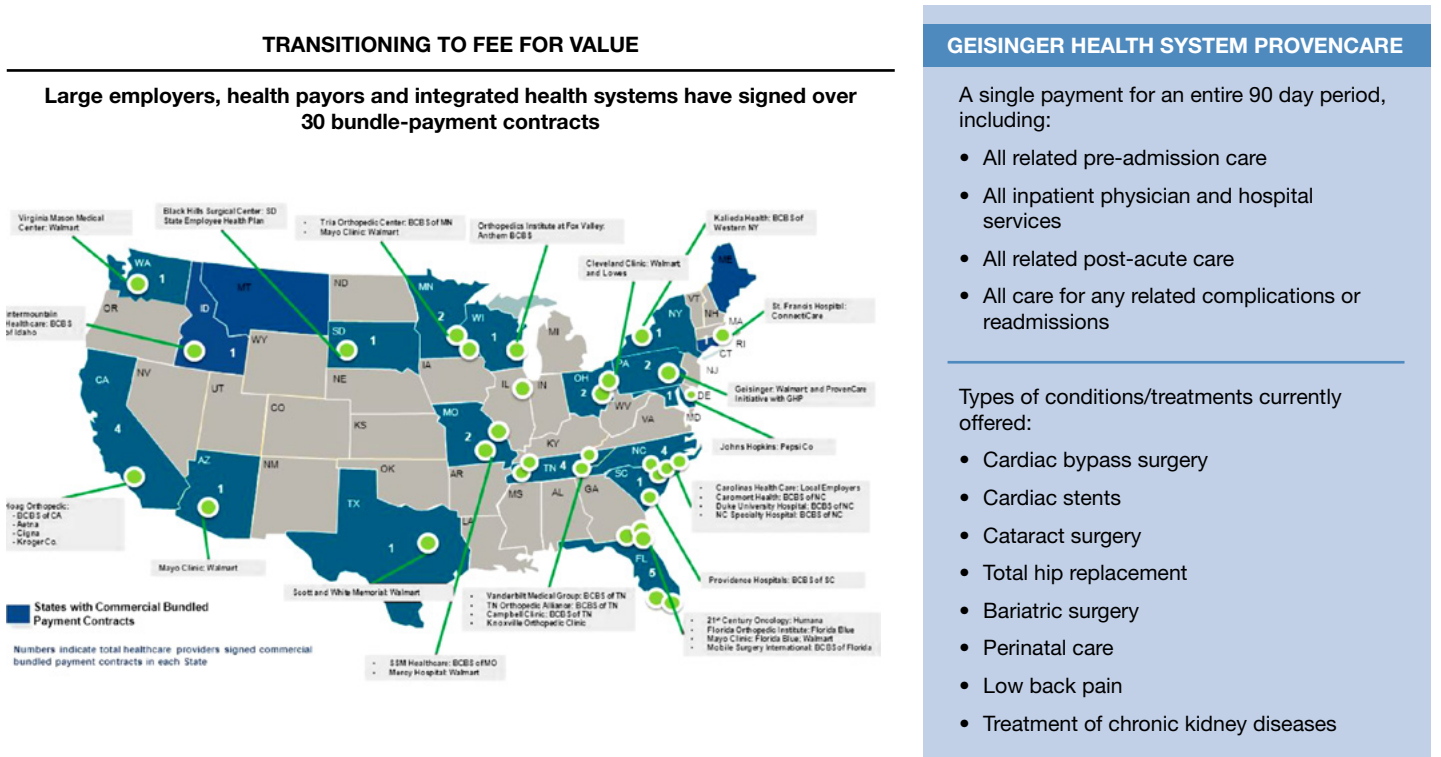 TRANSITIONING TO FEE FOR VALUE
Large employers, health payors and integrated health systems have signed over
30 bundle-payment contracts
Virginia Mason Medical
Center: Walmart
Black Hills Surgical Center: SD
State Employee Health Plan
• Tria Orthopedic Center: BCBS of MN
• Mayo Clinic: Walmart
Orthopedics Institute at Fox Valley:
Anthem BCBS
Kalieda Health: BCBS of
Western NY
Cleveland Clinic: Walmart
and Lowes
St. Francis Hospital:
ConnectiCare
Intermountain
Healthcare: BCBS
of Idaho
Geisinger: Walmart and ProvenCare
Initiative with GHP
Johns Hopkins: PepsiCo
Hoag Orthopedic:
- BCBS of CA
- Aetna
- Cigna
- Kroger Co.
Mayo Clinic: Walmart
Scott and White Memorial: Walmart
• Carolinas Health Care: Local Employers
• Caromont Health: BCBS of NC
• Duke University Hospital: BCBS of NC
• NC Specialty Hospital: BCBS of NC
Providence Hospitals: BCBS of SC
• Vanderbilt Medical Group: BCBS of TN
• TN Orthopedic Alliance: BCBS of TN
• Campbell Clinic: BCBS of TN
• Knoxville Orthopedic Clinic
• 21st Century Oncology: Humana
• Florida Orthopedic Institute: Florida Blue
• Mayo Clinic: Florida Blue; Walmart
• Mobile Surgery International: BCBS of Florida
• SSM Healthcare: BCBS of MO
• Mercy Hospital: Walmart
WA 1
OR
ID 1
MT
ND
MN 2
WI 1
MI
NY 1
VT
NH
ME
MA
RI
CT 1
NJ
PA 2
DE
MD 1
SD 1
WY
NE
IA
IL
IN
OH 2
WV
VA
CA 4
NV
UT
CO
KS
MO 2
KY
NC 4
TN 4
SC 1
AZ 1
NM
OK
AR
MS
AL
GA
TX 1
LA
FL 5
States with Commercial Bundled
Payment Contracts
Numbers indicate total healthcare providers signed commercial
bundled payment contracts in each State
GEISINGER HEALTH SYSTEM PROVENCARE
A single payment for an entire 90 day period,
including:
• All related pre-admission care
• All inpatient physician and hospital
services
• All related post-acute care
• All care for any related complications or
readmissions
Types of conditions/treatments currently
offered:
• Cardiac bypass surgery
• Cardiac stents
• Cataract surgery
• Total hip replacement
• Bariatric surgery
• Perinatal care
• Low back pain
• Treatment of chronic kidney diseases